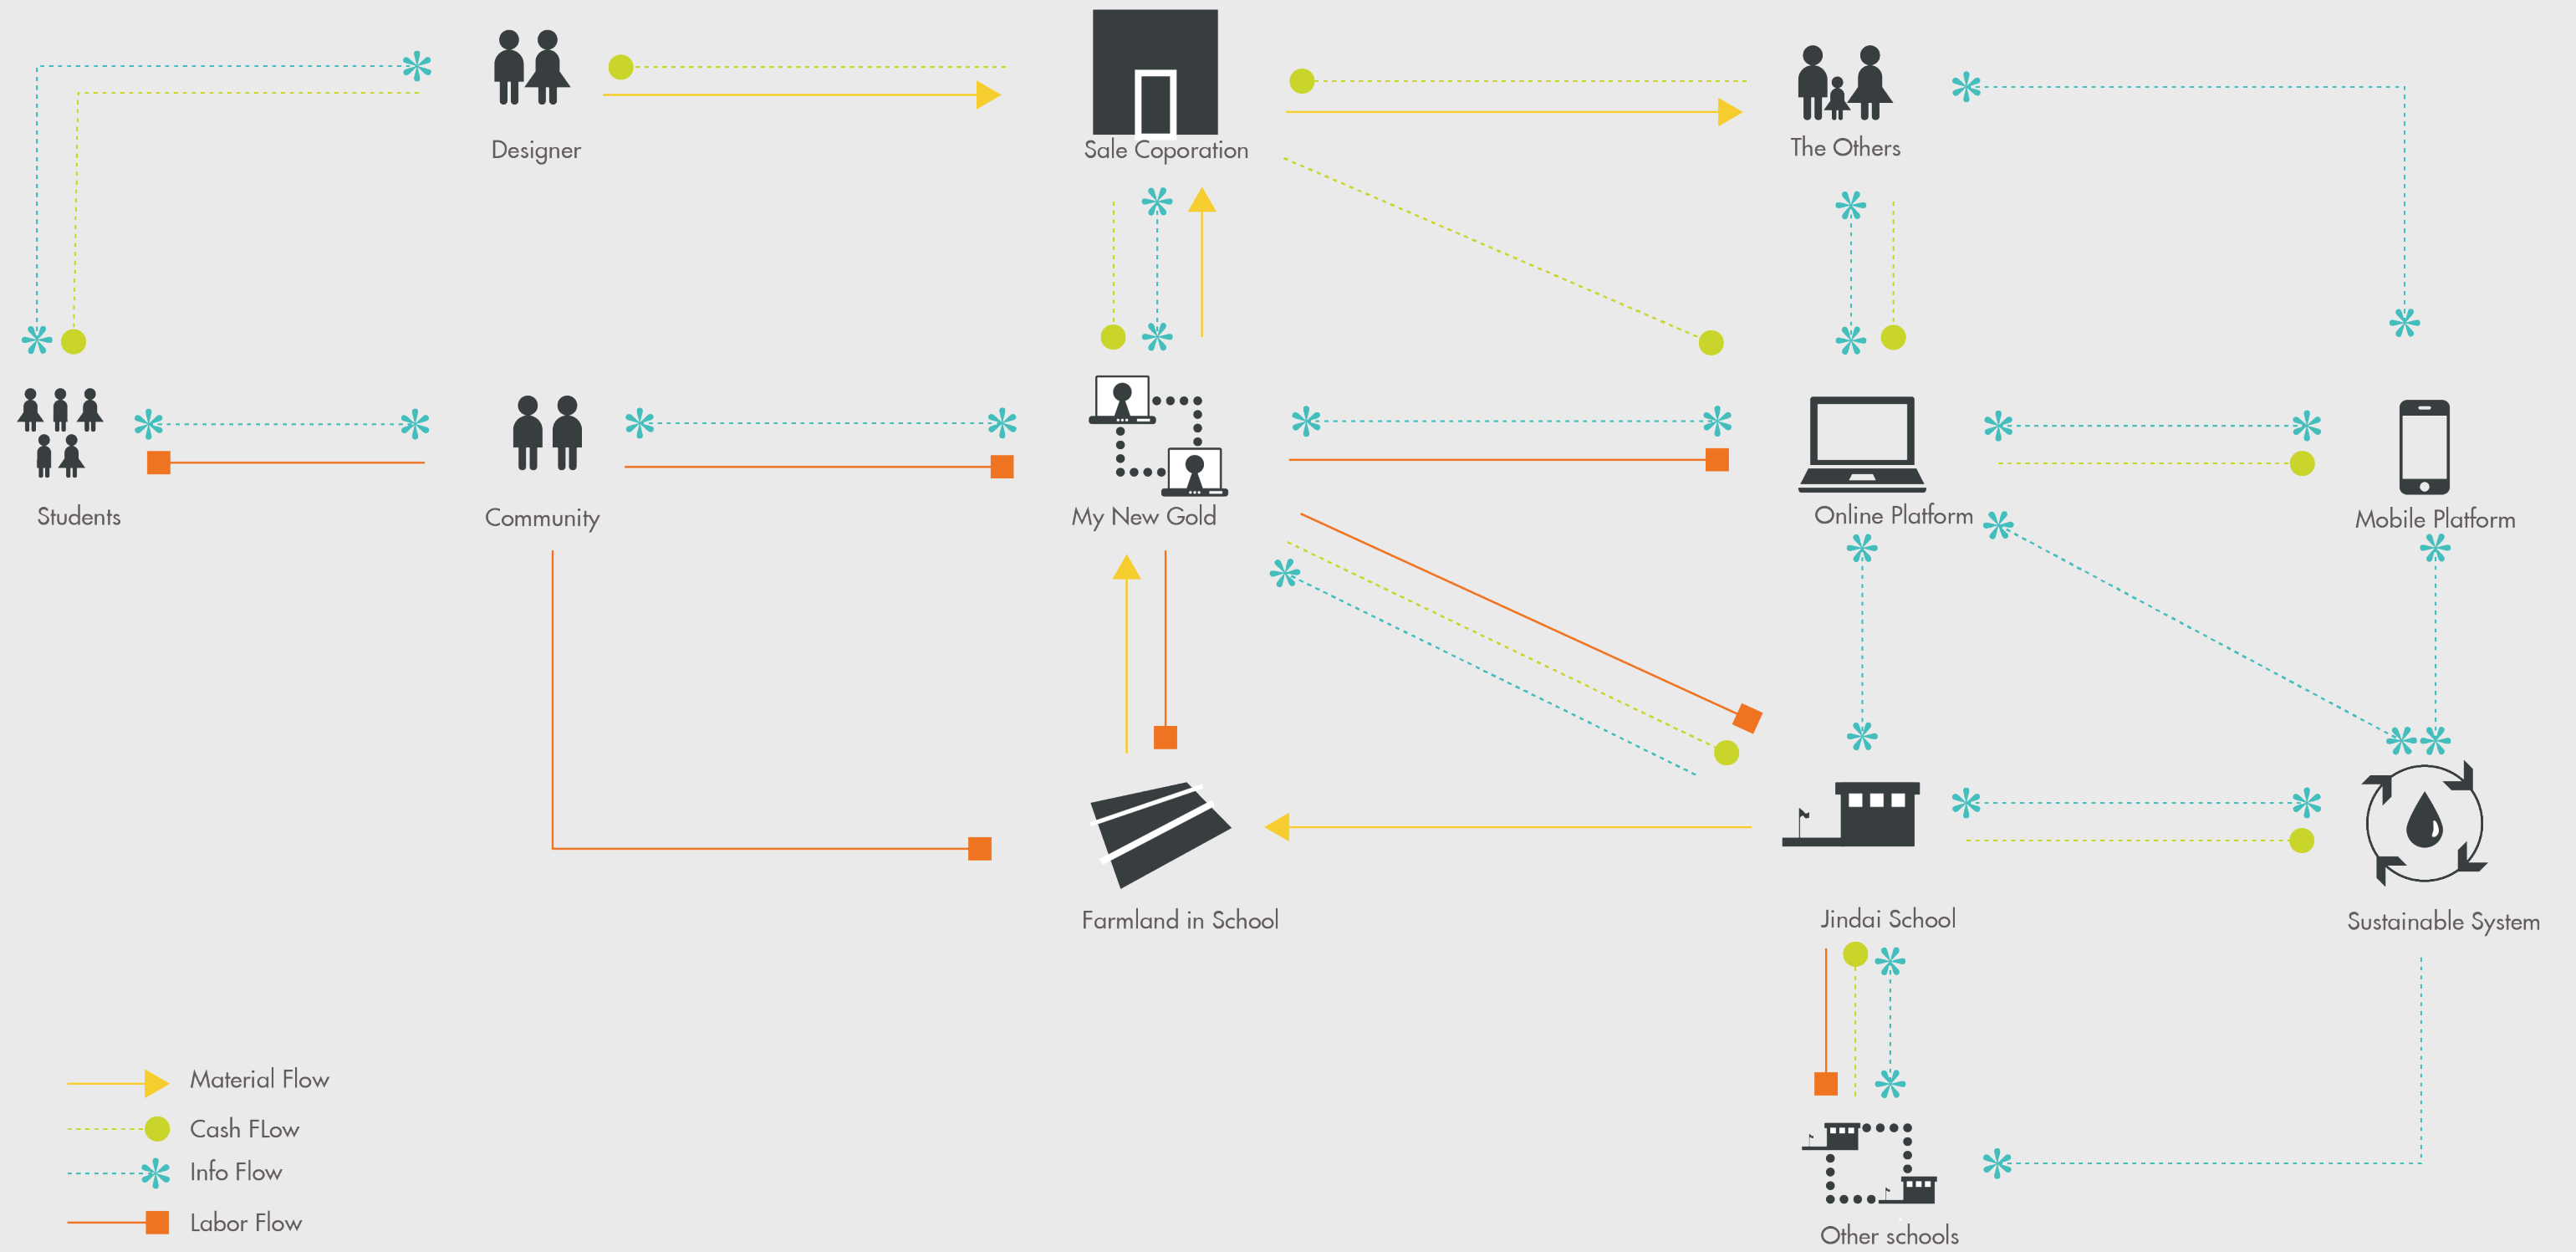 Designer
Sale Coporation
The Others
Students
Community
My New Gold
Online Platform
Mobile Platform
Farmland in School
Jindai School
Sustainable System
Material Flow
Cash FLow
Info Flow
Labor Flow
Other schools